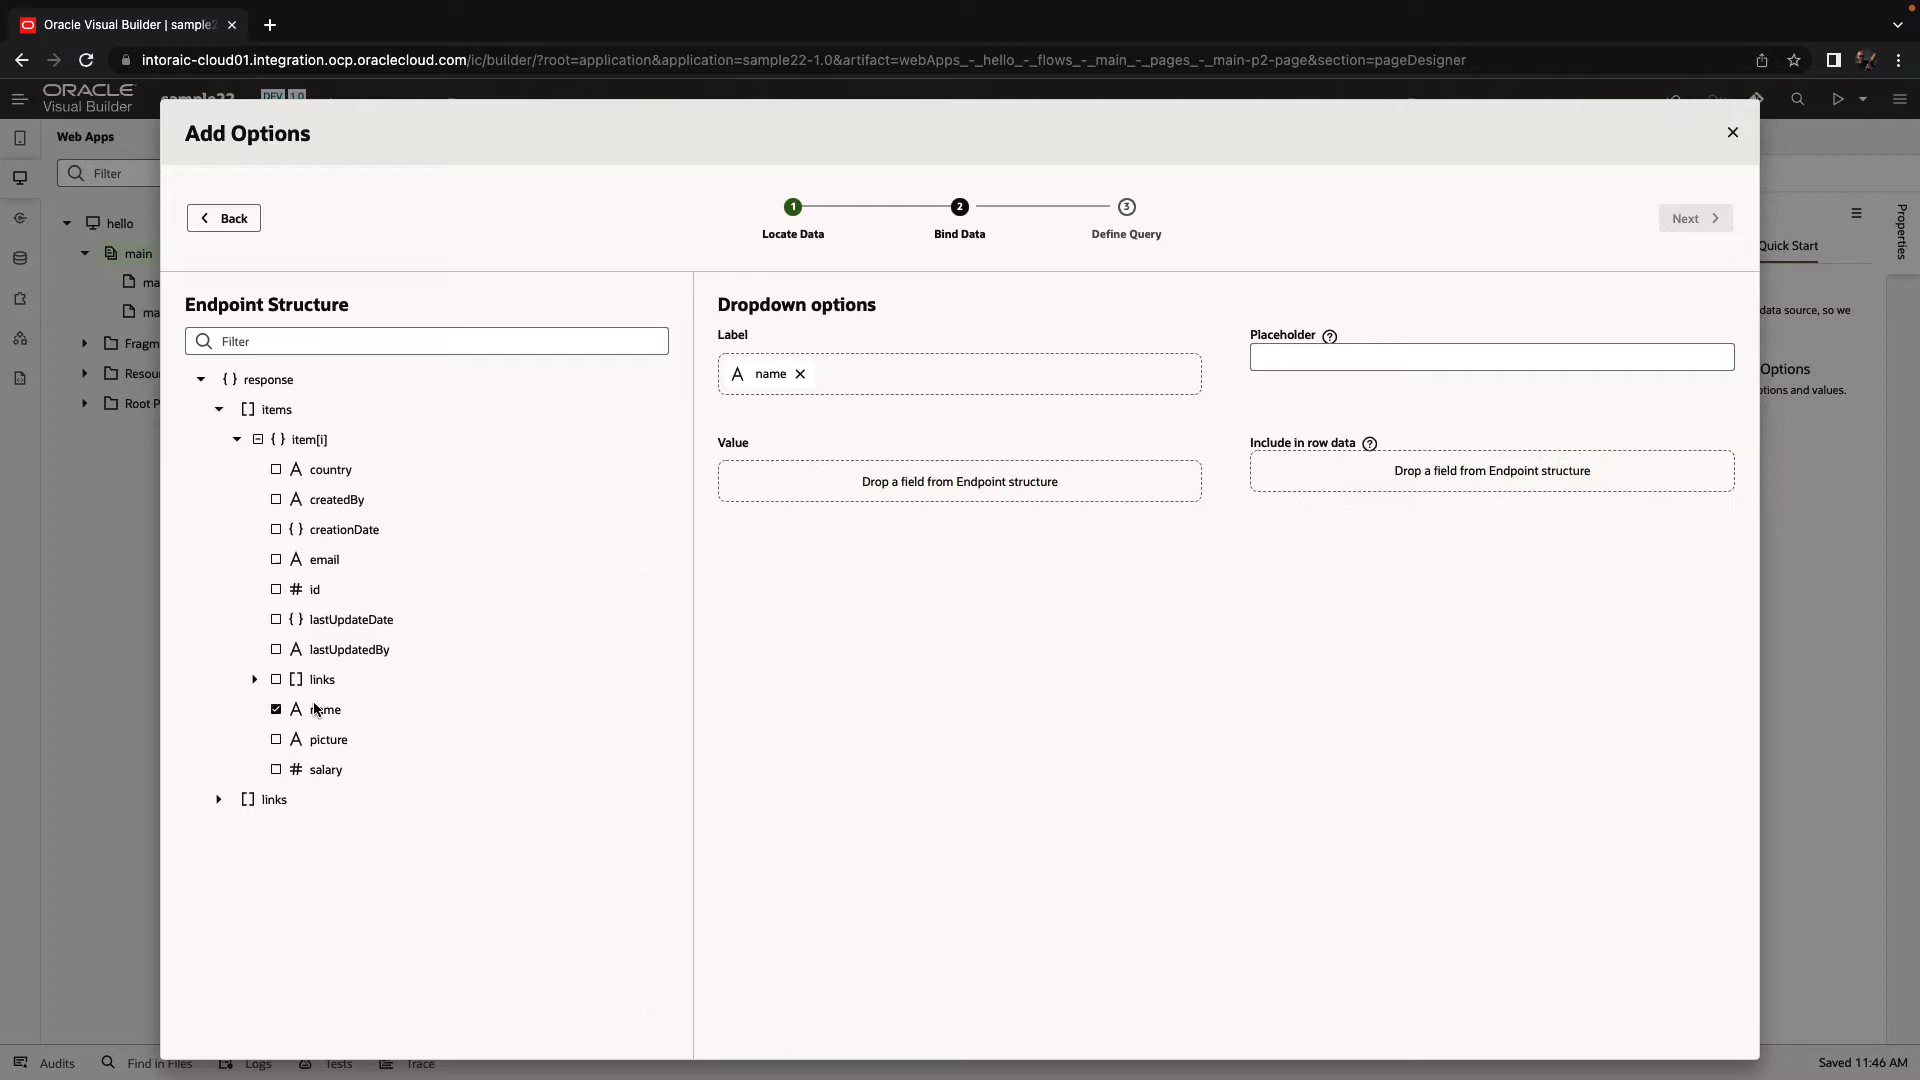 Oracle Visual Builder | sample2
intoraic-cloud01.integration.ocp.oraclecloud.com/ic/builder/?root=application&application=sample22-1.0&artifact=webApps_-_hello_-_flows_-_main_-_pages_-_main-p2-page&section=pageDesigner
ORACLE
Visual Builder
sample22
DEV 1.0
Web Apps
Filter
hello
main
ma
ma
Fragm
Resou
Root P
Add Options
Back
1
Locate Data
2
Bind Data
3
Define Query
Next
Endpoint Structure
Filter
{ } response
[ ] items
{ } item[i]
A country
A createdBy
{ } creationDate
A email
# id
{ } lastUpdateDate
A lastUpdatedBy
[ ] links
A name
A picture
# salary
[ ] links
Dropdown options
Label
A name
Placeholder
Value
Drop a field from Endpoint structure
Include in row data
Drop a field from Endpoint structure
Quick Start
data source, so we
Options
tions and values.
Properties
Audits
Find in Files
Logs
Tests
Trace
Saved 11:46 AM